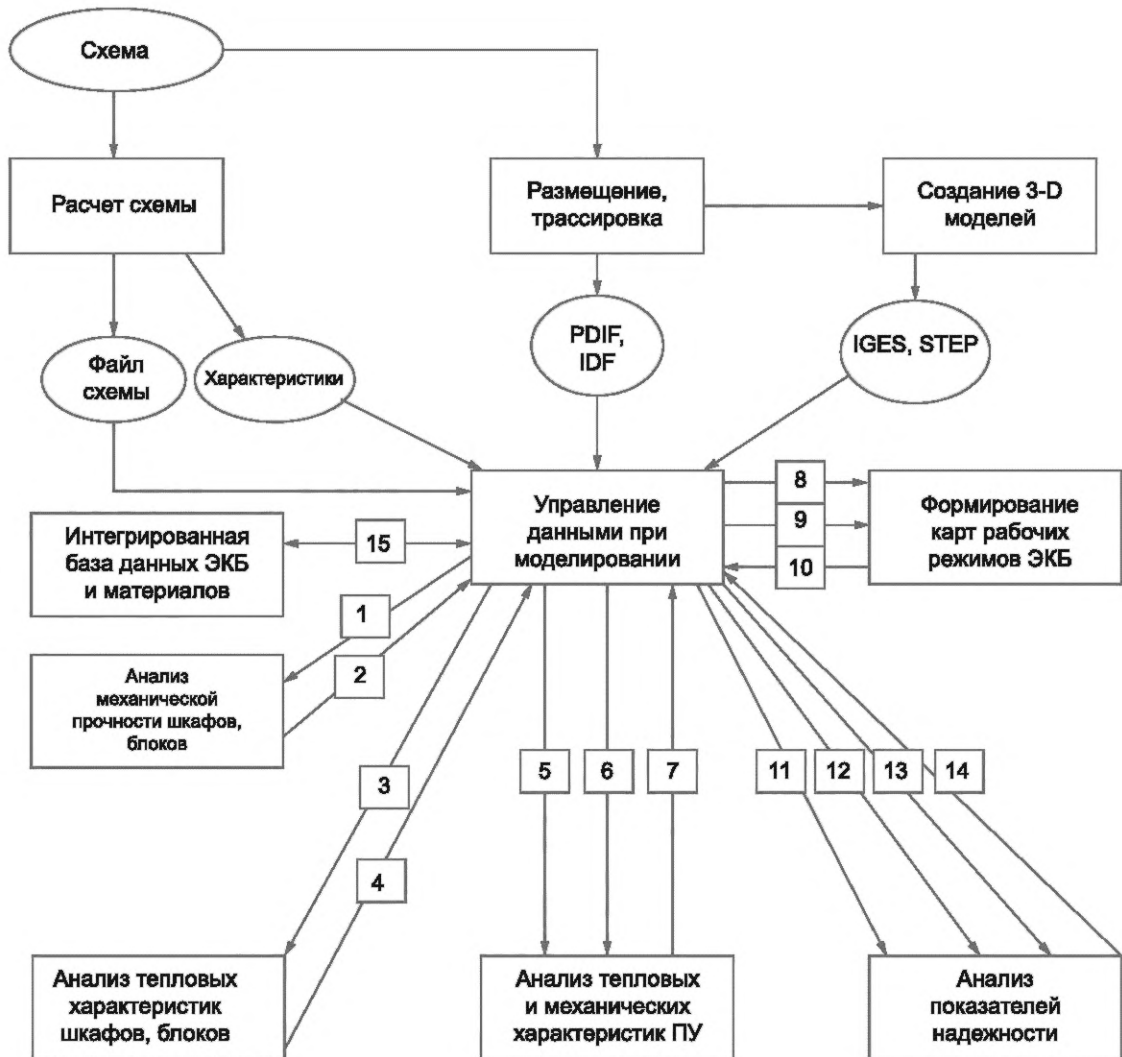 Схема
Расчет схемы
Размещение,
трассировка
Создание 3-D
моделей
Файл
схемы
Характеристики
PDIF,
IDF
IGES, STEP
Управление
данными при
моделировании
8
9
10
Формирование
карт рабочих
режимов ЭКБ
Интегрированная
база данных ЭКБ
и материалов
15
1
2
Анализ
механической
прочности шкафов,
блоков
3
4
5
6
7
11
12
13
14
Анализ тепловых
характеристик
шкафов, блоков
Анализ тепловых
и механических
характеристик ПУ
Анализ
показателей
надежности